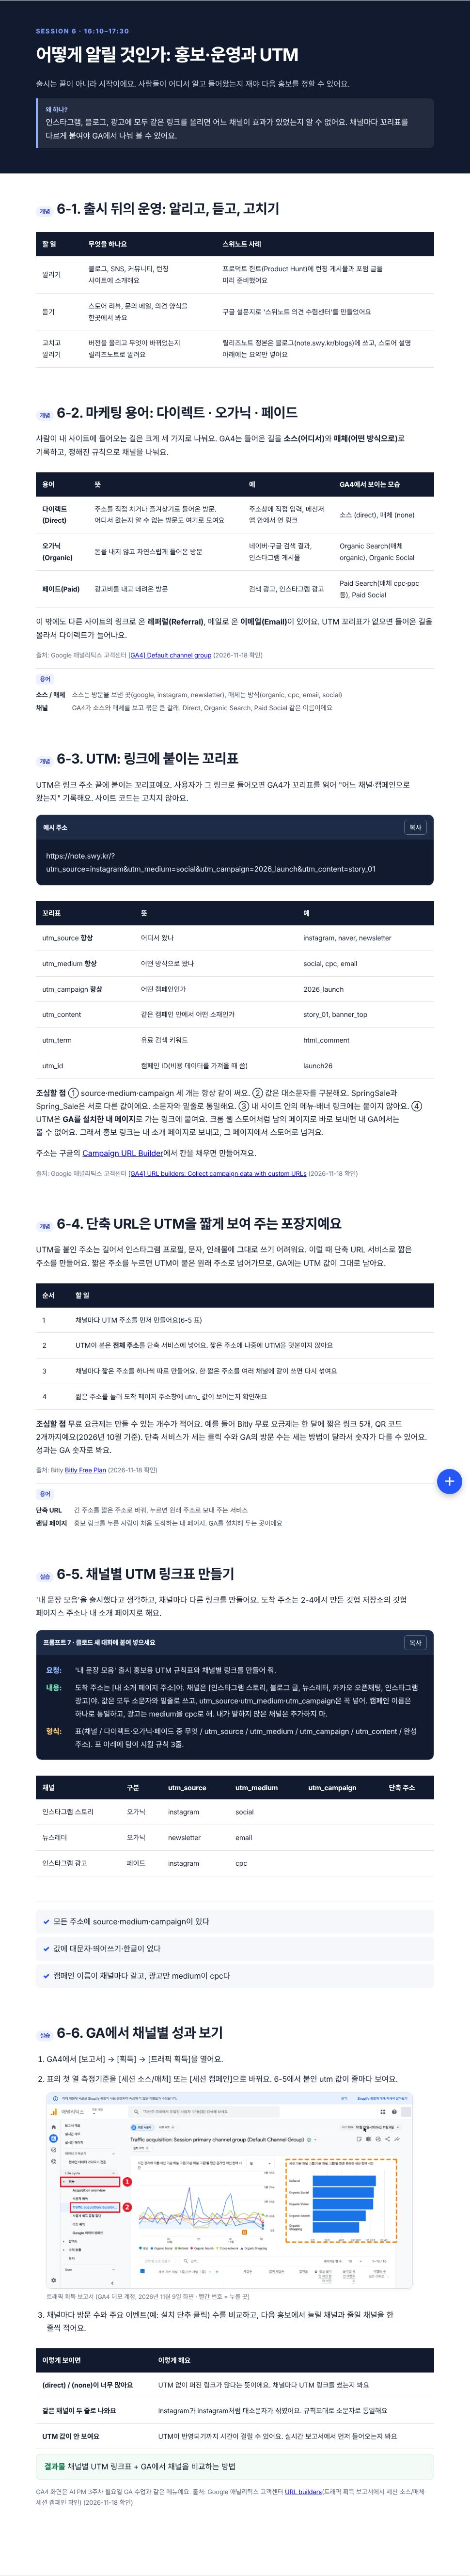 SESSION 6 · 16:10–17:30
어떻게 알릴 것인가: 홍보·운영과 UTM
출시는 끝이 아니라 시작이에요. 사람들이 어디서 알고 들어왔는지 재야 다음 홍보를 정할 수 있어요.
왜 하나?
인스타그램, 블로그, 광고에 모두 같은 링크를 올리면 어느 채널이 효과가 있었는지 알 수 없어요. 채널마다 꼬리표를
다르게 붙여야 GA에서 나눠 볼 수 있어요.
개념 6-1. 출시 뒤의 운영: 알리고, 듣고, 고치기
할 일 무엇을 하나요 스위노트 사례
알리기 블로그, SNS, 커뮤니티, 런칭 사이트에 소개해요 프로덕트 헌트(Product Hunt)에 런칭 게시물과 포럼 글을 미리 준비했어요
듣기 스토어 리뷰, 문의 메일, 의견 양식을 한곳에서 봐요 구글 설문지로 '스위노트 의견 수렴센터'를 만들었어요
고치고 알리기 버전을 올리고 무엇이 바뀌었는지 릴리즈노트로 알려요 릴리즈노트 정본은 블로그(note.swy.kr/blogs)에 쓰고, 스토어 설명 아래에는 요약만 넣어요
개념 6-2. 마케팅 용어: 다이렉트 · 오가닉 · 페이드
사람이 내 사이트에 들어오는 길은 크게 세 가지로 나눠요. GA4는 들어온 길을 소스(어디서)와 매체(어떤 방식으로)로
기록하고, 정해진 규칙으로 채널을 나눠요.
용어 뜻 예 GA4에서 보이는 모습
다이렉트(Direct) 주소를 직접 치거나 즐겨찾기로 들어온 방문. 어디서 왔는지 알 수 없는 방문도 여기로 모여요 주소창에 직접 입력, 메신저 앱 안에서 연 링크 소스 (direct), 매체 (none)
오가닉(Organic) 돈을 내지 않고 자연스럽게 들어온 방문 네이버·구글 검색 결과, 인스타그램 게시물 Organic Search(매체 organic), Organic Social
페이드(Paid) 광고비를 내고 데려온 방문 검색 광고, 인스타그램 광고 Paid Search(매체 cpc·ppc 등), Paid Social
이 밖에도 다른 사이트의 링크로 온 레퍼럴(Referral), 메일로 온 이메일(Email)이 있어요. UTM 꼬리표가 없으면 들어온 길을
몰라서 다이렉트가 늘어나요.
출처: Google 애널리틱스 고객센터 [GA4] Default channel group (2026-11-18 확인)
용어
소스 / 매체 소스는 방문을 보낸 곳(google, instagram, newsletter), 매체는 방식(organic, cpc, email, social)
채널 GA4가 소스와 매체를 보고 묶은 큰 갈래. Direct, Organic Search, Paid Social 같은 이름이에요
개념 6-3. UTM: 링크에 붙이는 꼬리표
UTM은 링크 주소 끝에 붙이는 꼬리표예요. 사용자가 그 링크로 들어오면 GA4가 꼬리표를 읽어 "어느 채널·캠페인으로
왔는지" 기록해요. 사이트 코드는 고치지 않아요.
예시 주소 복사
https://note.swy.kr/?
utm_source=instagram&utm_medium=social&utm_campaign=2026_launch&utm_content=story_01
꼬리표 뜻 예
utm_source 항상 어디서 왔나 instagram, naver, newsletter
utm_medium 항상 어떤 방식으로 왔나 social, cpc, email
utm_campaign 항상 어떤 캠페인인가 2026_launch
utm_content 같은 캠페인 안에서 어떤 소재인가 story_01, banner_top
utm_term 유료 검색 키워드 html_comment
utm_id 캠페인 ID(비용 데이터를 가져올 때 씀) launch26
조심할 점 ① source·medium·campaign 세 개는 항상 같이 써요. ② 값은 대소문자를 구분해요. SpringSale과
Spring_Sale은 서로 다른 값이에요. 소문자와 밑줄로 통일해요. ③ 내 사이트 안의 메뉴·배너 링크에는 붙이지 않아요. ④
UTM은 GA를 설치한 내 페이지로 가는 링크에 붙여요. 크롬 웹 스토어처럼 남의 페이지로 바로 보내면 내 GA에서는
볼 수 없어요. 그래서 홍보 링크는 내 소개 페이지로 보내고, 그 페이지에서 스토어로 넘겨요.
주소는 구글의 Campaign URL Builder에서 칸을 채우면 만들어져요.
출처: Google 애널리틱스 고객센터 [GA4] URL builders: Collect campaign data with custom URLs (2026-11-18 확인)
개념 6-4. 단축 URL은 UTM을 짧게 보여 주는 포장지예요
UTM을 붙인 주소는 길어서 인스타그램 프로필, 문자, 인쇄물에 그대로 쓰기 어려워요. 이럴 때 단축 URL 서비스로 짧은
주소를 만들어요. 짧은 주소를 누르면 UTM이 붙은 원래 주소로 넘어가므로, GA에는 UTM 값이 그대로 남아요.
순서 할 일
1 채널마다 UTM 주소를 먼저 만들어요(6-5 표)
2 UTM이 붙은 전체 주소를 단축 서비스에 넣어요. 짧은 주소에 나중에 UTM을 덧붙이지 않아요
3 채널마다 짧은 주소를 하나씩 따로 만들어요. 한 짧은 주소를 여러 채널에 같이 쓰면 다시 섞여요
4 짧은 주소를 눌러 도착 페이지 주소창에 utm_ 값이 보이는지 확인해요
조심할 점 무료 요금제는 만들 수 있는 개수가 적어요. 예를 들어 Bitly 무료 요금제는 한 달에 짧은 링크 5개, QR 코드
2개까지예요(2026년 10월 기준). 단축 서비스가 세는 클릭 수와 GA의 방문 수는 세는 방법이 달라서 숫자가 다를 수 있어요.
성과는 GA 숫자로 봐요.
출처: Bitly Bitly Free Plan (2026-11-18 확인)
용어
단축 URL 긴 주소를 짧은 주소로 바꿔, 누르면 원래 주소로 보내 주는 서비스
랜딩 페이지 홍보 링크를 누른 사람이 처음 도착하는 내 페이지. GA를 설치해 두는 곳이에요
실습 6-5. 채널별 UTM 링크표 만들기
'내 문장 모음'을 출시했다고 생각하고, 채널마다 다른 링크를 만들어요. 도착 주소는 2-4에서 만든 깃헙 저장소의 깃헙
페이지스 주소나 내 소개 페이지로 해요.
프롬프트 7 · 클로드 새 대화에 붙여 넣으세요 복사
요청: '내 문장 모음' 출시 홍보용 UTM 규칙표와 채널별 링크를 만들어 줘.
내용: 도착 주소는 [내 소개 페이지 주소]야. 채널은 [인스타그램 스토리, 블로그 글, 뉴스레터, 카카오 오픈채팅, 인스타그램
광고]야. 값은 모두 소문자와 밑줄로 쓰고, utm_source·utm_medium·utm_campaign은 꼭 넣어. 캠페인 이름은
하나로 통일하고, 광고는 medium을 cpc로 해. 내가 말하지 않은 채널은 추가하지 마.
형식: 표(채널 / 다이렉트·오가닉·페이드 중 무엇 / utm_source / utm_medium / utm_campaign / utm_content / 완성
주소). 표 아래에 팀이 지킬 규칙 3줄.
채널 구분 utm_source utm_medium utm_campaign 단축 주소
인스타그램 스토리 오가닉 instagram social
뉴스레터 오가닉 newsletter email
인스타그램 광고 페이드 instagram cpc
✓ 모든 주소에 source·medium·campaign이 있다
✓ 값에 대문자·띄어쓰기·한글이 없다
✓ 캠페인 이름이 채널마다 같고, 광고만 medium이 cpc다
실습 6-6. GA에서 채널별 성과 보기
1. GA4에서 [보고서] → [획득] → [트래픽 획득]을 열어요.
2. 표의 첫 열 측정기준을 [세션 소스/매체] 또는 [세션 캠페인]으로 바꿔요. 6-5에서 붙인 utm 값이 줄마다 보여요.
애널리틱스
Traffic acquisition: Session primary channel group (Default Channel Group)
Life cycle
획득
Acquisition overview
Traffic acquisition: Session...
1
2
트래픽 획득 보고서 (GA4 데모 계정, 2026년 11월 9일 화면 · 빨간 번호 = 누를 곳)
3. 채널마다 방문 수와 주요 이벤트(예: 설치 단추 클릭) 수를 비교하고, 다음 홍보에서 늘릴 채널과 줄일 채널을 한
줄씩 적어요.
이렇게 보이면 이렇게 해요
(direct) / (none)이 너무 많아요 UTM 없이 퍼진 링크가 많다는 뜻이에요. 채널마다 UTM 링크를 썼는지 봐요
같은 채널이 두 줄로 나와요 Instagram과 instagram처럼 대소문자가 섞였어요. 규칙표대로 소문자로 통일해요
UTM 값이 안 보여요 UTM이 반영되기까지 시간이 걸릴 수 있어요. 실시간 보고서에서 먼저 들어오는지 봐요
결과물 채널별 UTM 링크표 + GA에서 채널을 비교하는 방법
GA4 화면은 AI PM 3주차 월요일 GA 수업과 같은 메뉴예요. 출처: Google 애널리틱스 고객센터 URL builders(트래픽 획득 보고서에서 세션 소스/매체·
세션 캠페인 확인) (2026-11-18 확인)